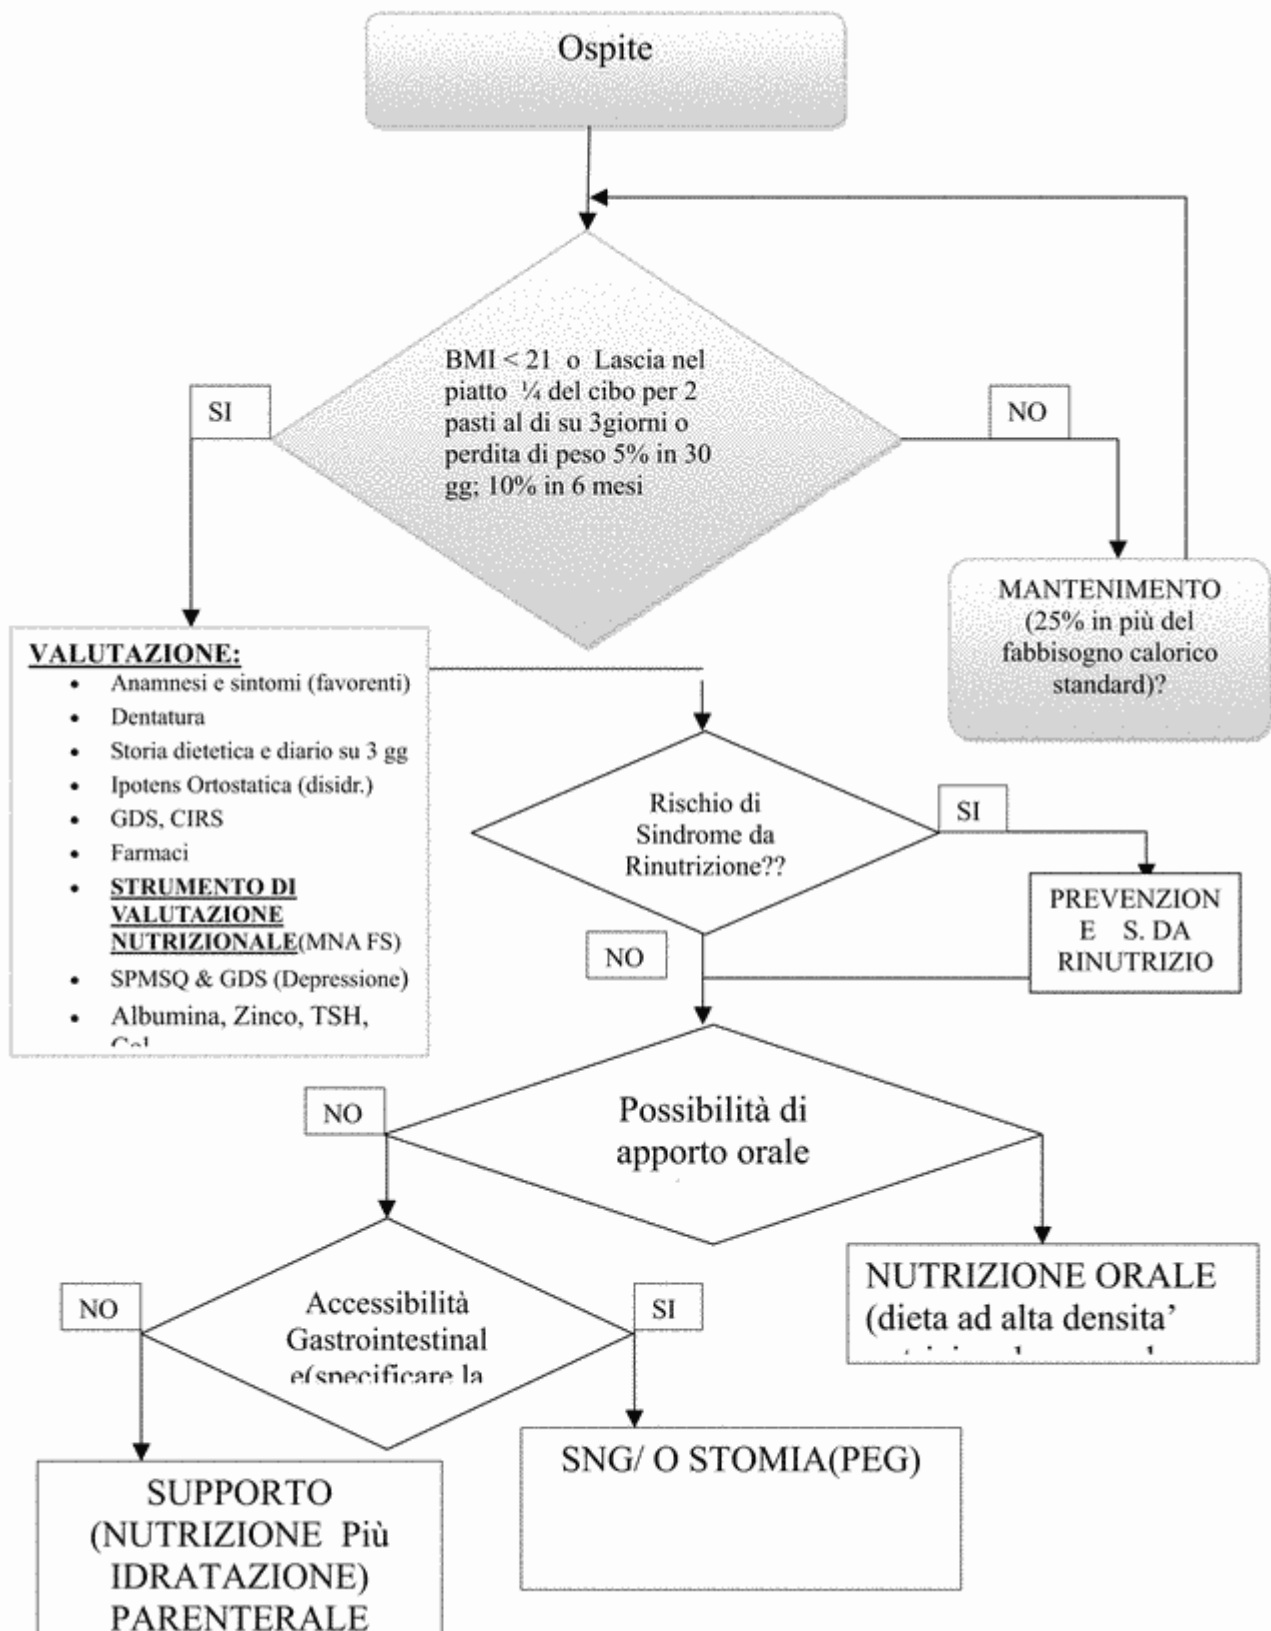 Ospite
BMI < 21 o Lascia nel
piatto ¼ del cibo per 2
pasti al di su 3giorni o
perdita di peso 5% in 30
gg; 10% in 6 mesi
SI
NO
MANTENIMENTO
(25% in più del
fabbisogno calorico
standard)?
VALUTAZIONE:
• Anamnesi e sintomi (favorenti)
• Dentatura
• Storia dietetica e diario su 3 gg
• Ipotens Ortostatica (disidr.)
• GDS, CIRS
• Farmaci
• STRUMENTO DI
VALUTAZIONE
NUTRIZIONALE(MNA FS)
• SPMSQ & GDS (Depressione)
• Albumina, Zinco, TSH,
Rischio di
Sindrome da
Rinutrizione??
SI
NO
PREVENZION
E S. DA
RINUTRIZIO
Possibilità di
apporto orale
NO
NUTRIZIONE ORALE
(dieta ad alta densita’
Accessibilità
Gastrointestinal
e(specificare la
NO
SI
SNG/ O STOMIA(PEG)
SUPPORTO
(NUTRIZIONE Più
IDRATAZIONE)
PARENTERALE